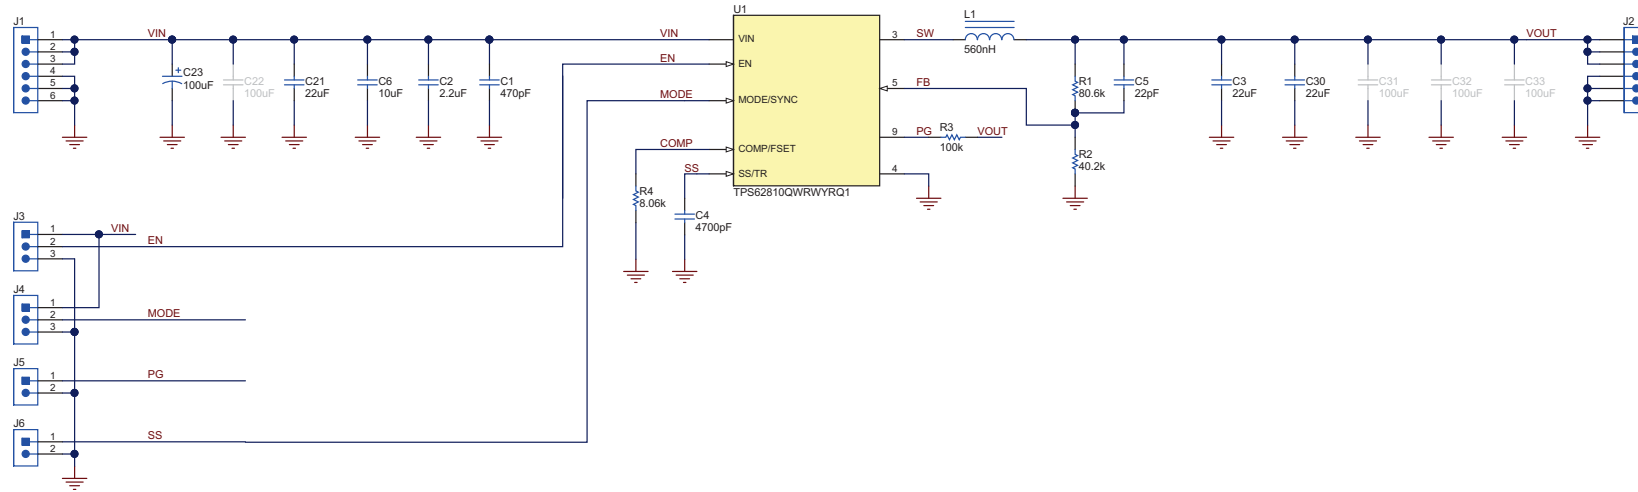 J1
1
2
3
4
5
6
VIN
C23
100uF
C22
100uF
C21
22uF
C6
10uF
C2
2.2uF
C1
470pF
VIN
EN
MODE
COMP
SS
R4
8.06k
C4
4700pF
U1
VIN
EN
MODE/SYNC
COMP/FSET
SS/TR
TPS62810QWRWYRQ1
3
5
9
4
SW
FB
PG
R3
100k
VOUT
L1
560nH
R1
80.6k
C5
22pF
R2
40.2k
C3
22uF
C30
22uF
C31
100uF
C32
100uF
C33
100uF
VOUT
J2
J3
1
2
3
VIN
EN
J4
1
2
3
MODE
J5
1
2
PG
J6
1
2
SS